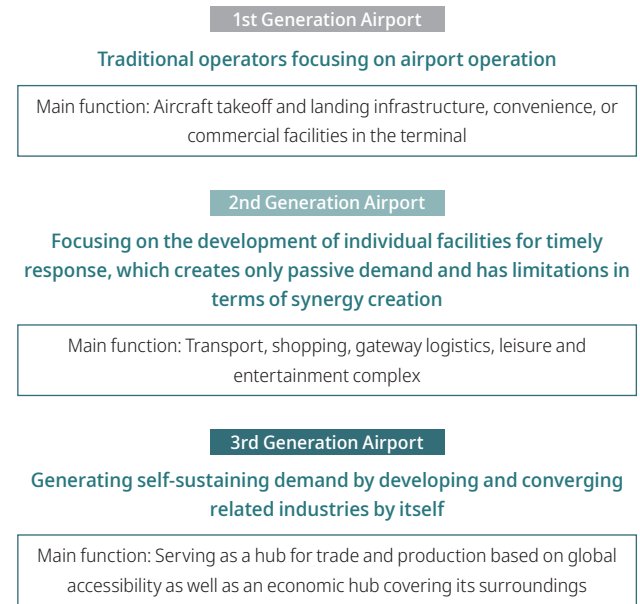 1st Generation Airport
Traditional operators focusing on airport operation
Main function: Aircraft takeoff and landing infrastructure, convenience, or
commercial facilities in the terminal
2nd Generation Airport
Focusing on the development of individual facilities for timely
response, which creates only passive demand and has limitations in
terms of synergy creation
Main function: Transport, shopping, gateway logistics, leisure and
entertainment complex
3rd Generation Airport
Generating self-sustaining demand by developing and converging
related industries by itself
Main function: Serving as a hub for trade and production based on global
accessibility as well as an economic hub covering its surroundings